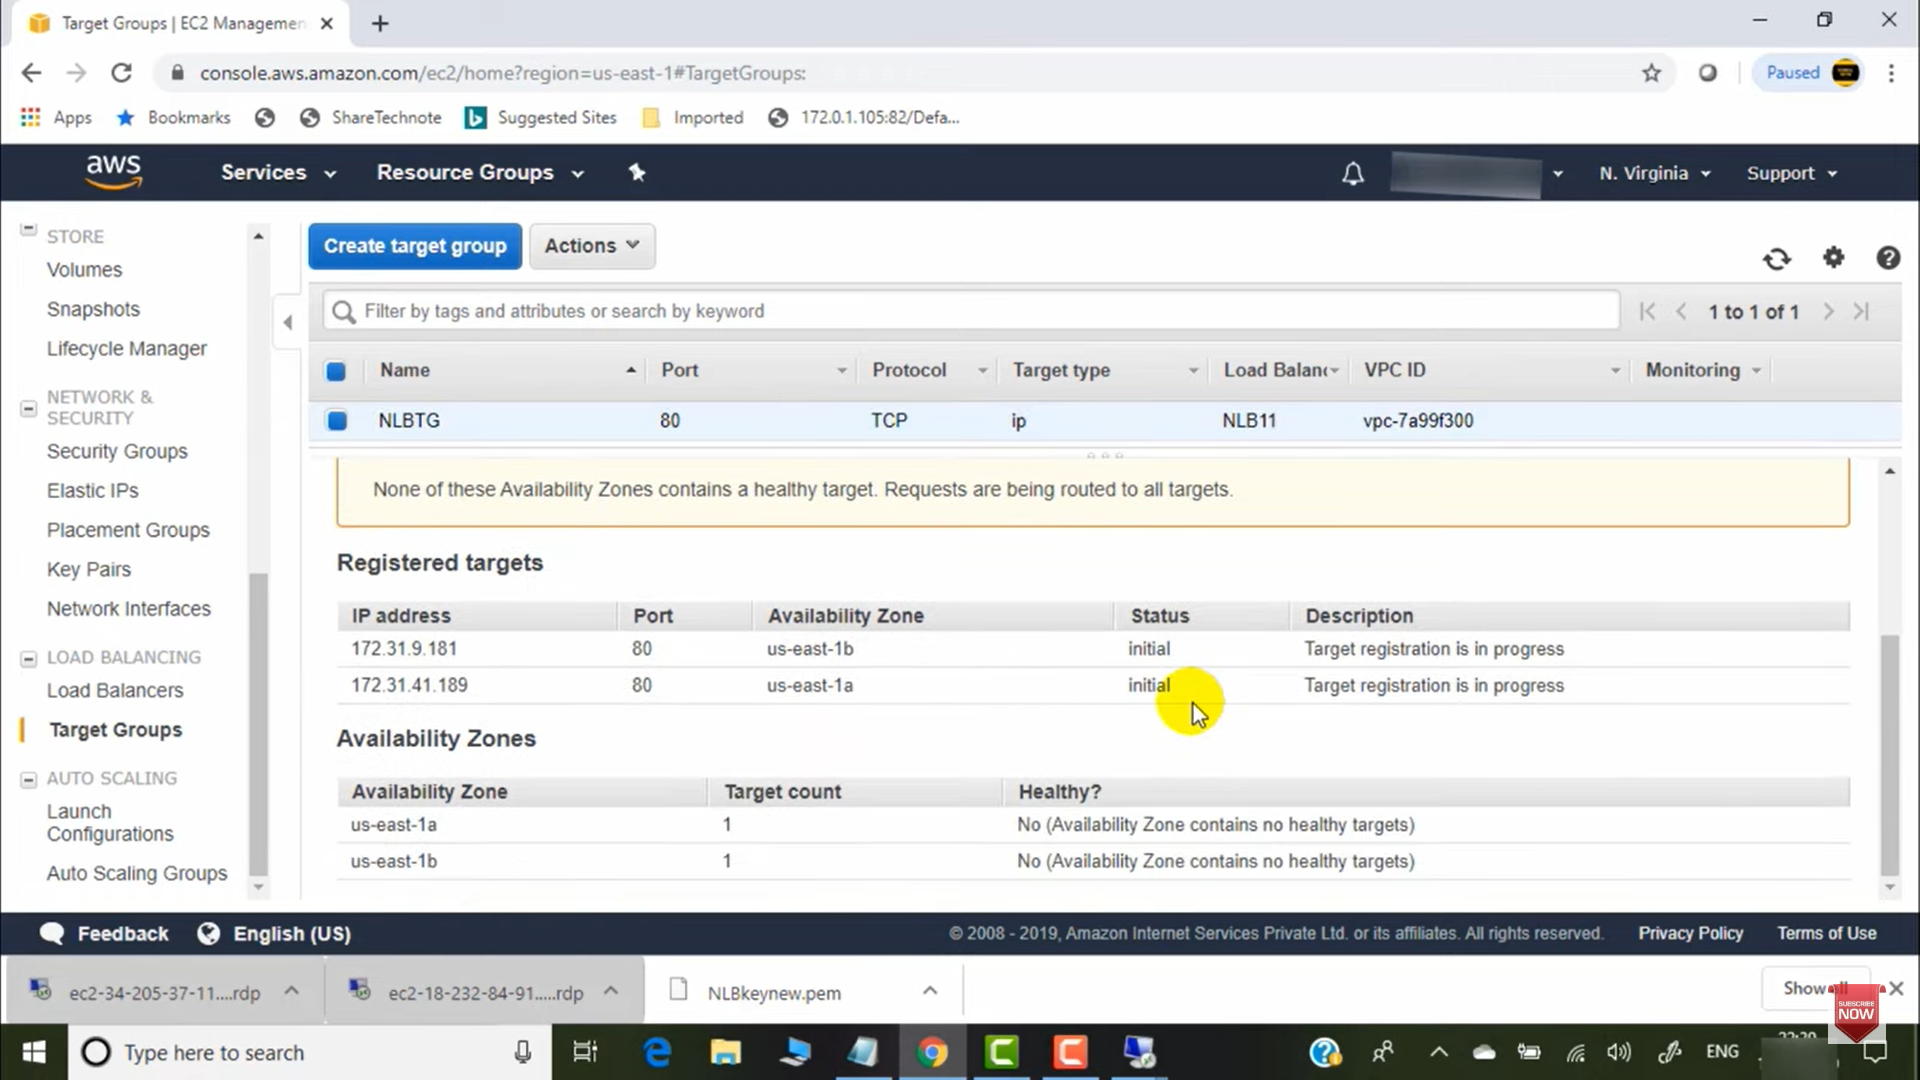 Target Groups | EC2 Managemen
console.aws.amazon.com/ec2/home?region=us-east-1#TargetGroups:
Paused
Apps Bookmarks ShareTechnote Suggested Sites Imported 172.0.1.105:82/Defa...
aws Services Resource Groups N. Virginia Support
STORE
Volumes
Snapshots
Lifecycle Manager
NETWORK &
SECURITY
Security Groups
Elastic IPs
Placement Groups
Key Pairs
Network Interfaces
LOAD BALANCING
Load Balancers
Target Groups
AUTO SCALING
Launch
Configurations
Auto Scaling Groups
Create target group Actions
Filter by tags and attributes or search by keyword 1 to 1 of 1
Name Port Protocol Target type Load Balanc VPC ID Monitoring
NLBTG 80 TCP ip NLB11 vpc-7a99f300
None of these Availability Zones contains a healthy target. Requests are being routed to all targets.
Registered targets
IP address Port Availability Zone Status Description
172.31.9.181 80 us-east-1b initial Target registration is in progress
172.31.41.189 80 us-east-1a initial Target registration is in progress
Availability Zones
Availability Zone Target count Healthy?
us-east-1a 1 No (Availability Zone contains no healthy targets)
us-east-1b 1 No (Availability Zone contains no healthy targets)
Feedback English (US) © 2008 - 2019, Amazon Internet Services Private Ltd. or its affiliates. All rights reserved. Privacy Policy Terms of Use
ec2-34-205-37-11....rdp ec2-18-232-84-91.....rdp NLBkeynew.pem Show
SUBSCRIBE
NOW
Type here to search ENG